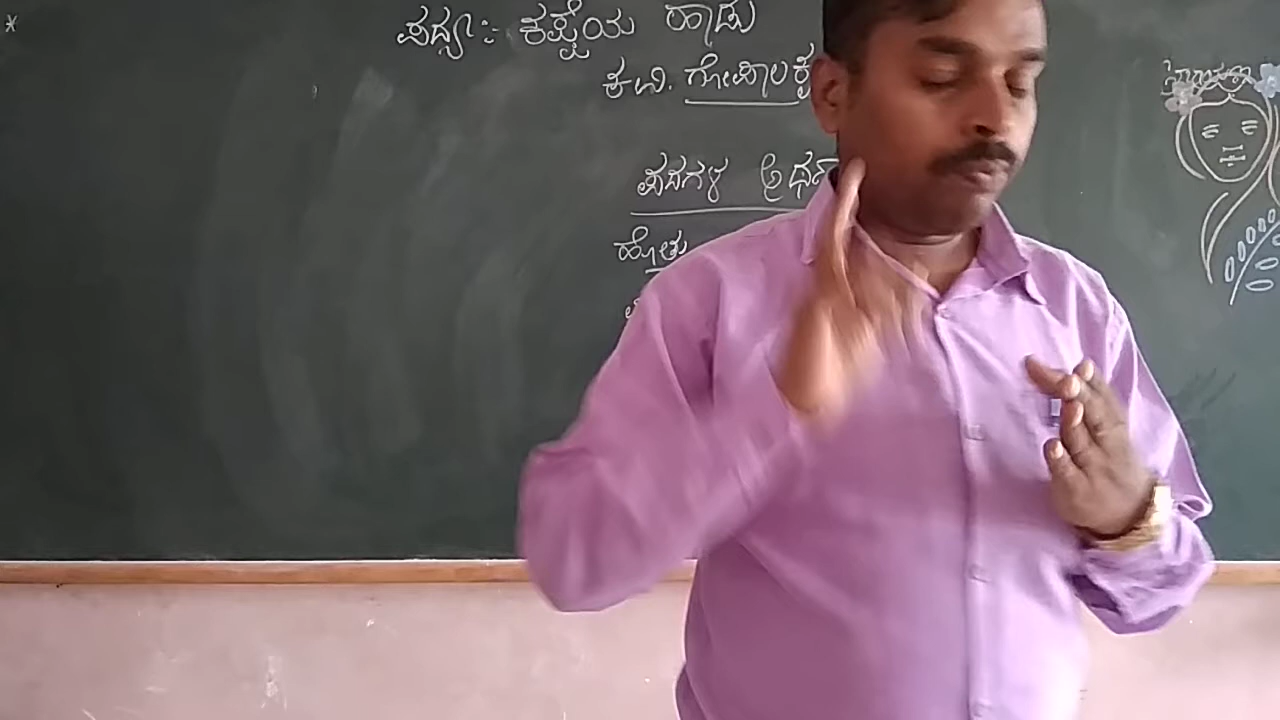 ಪದ್ಯ :- ಕಪ್ಪೆಯ ಹಾಡು
ಕವಿ. ಗೋಪಾಲಕೃ
ಪದಗಳ ಅರ್ಥ
ಹೊತ್ತು